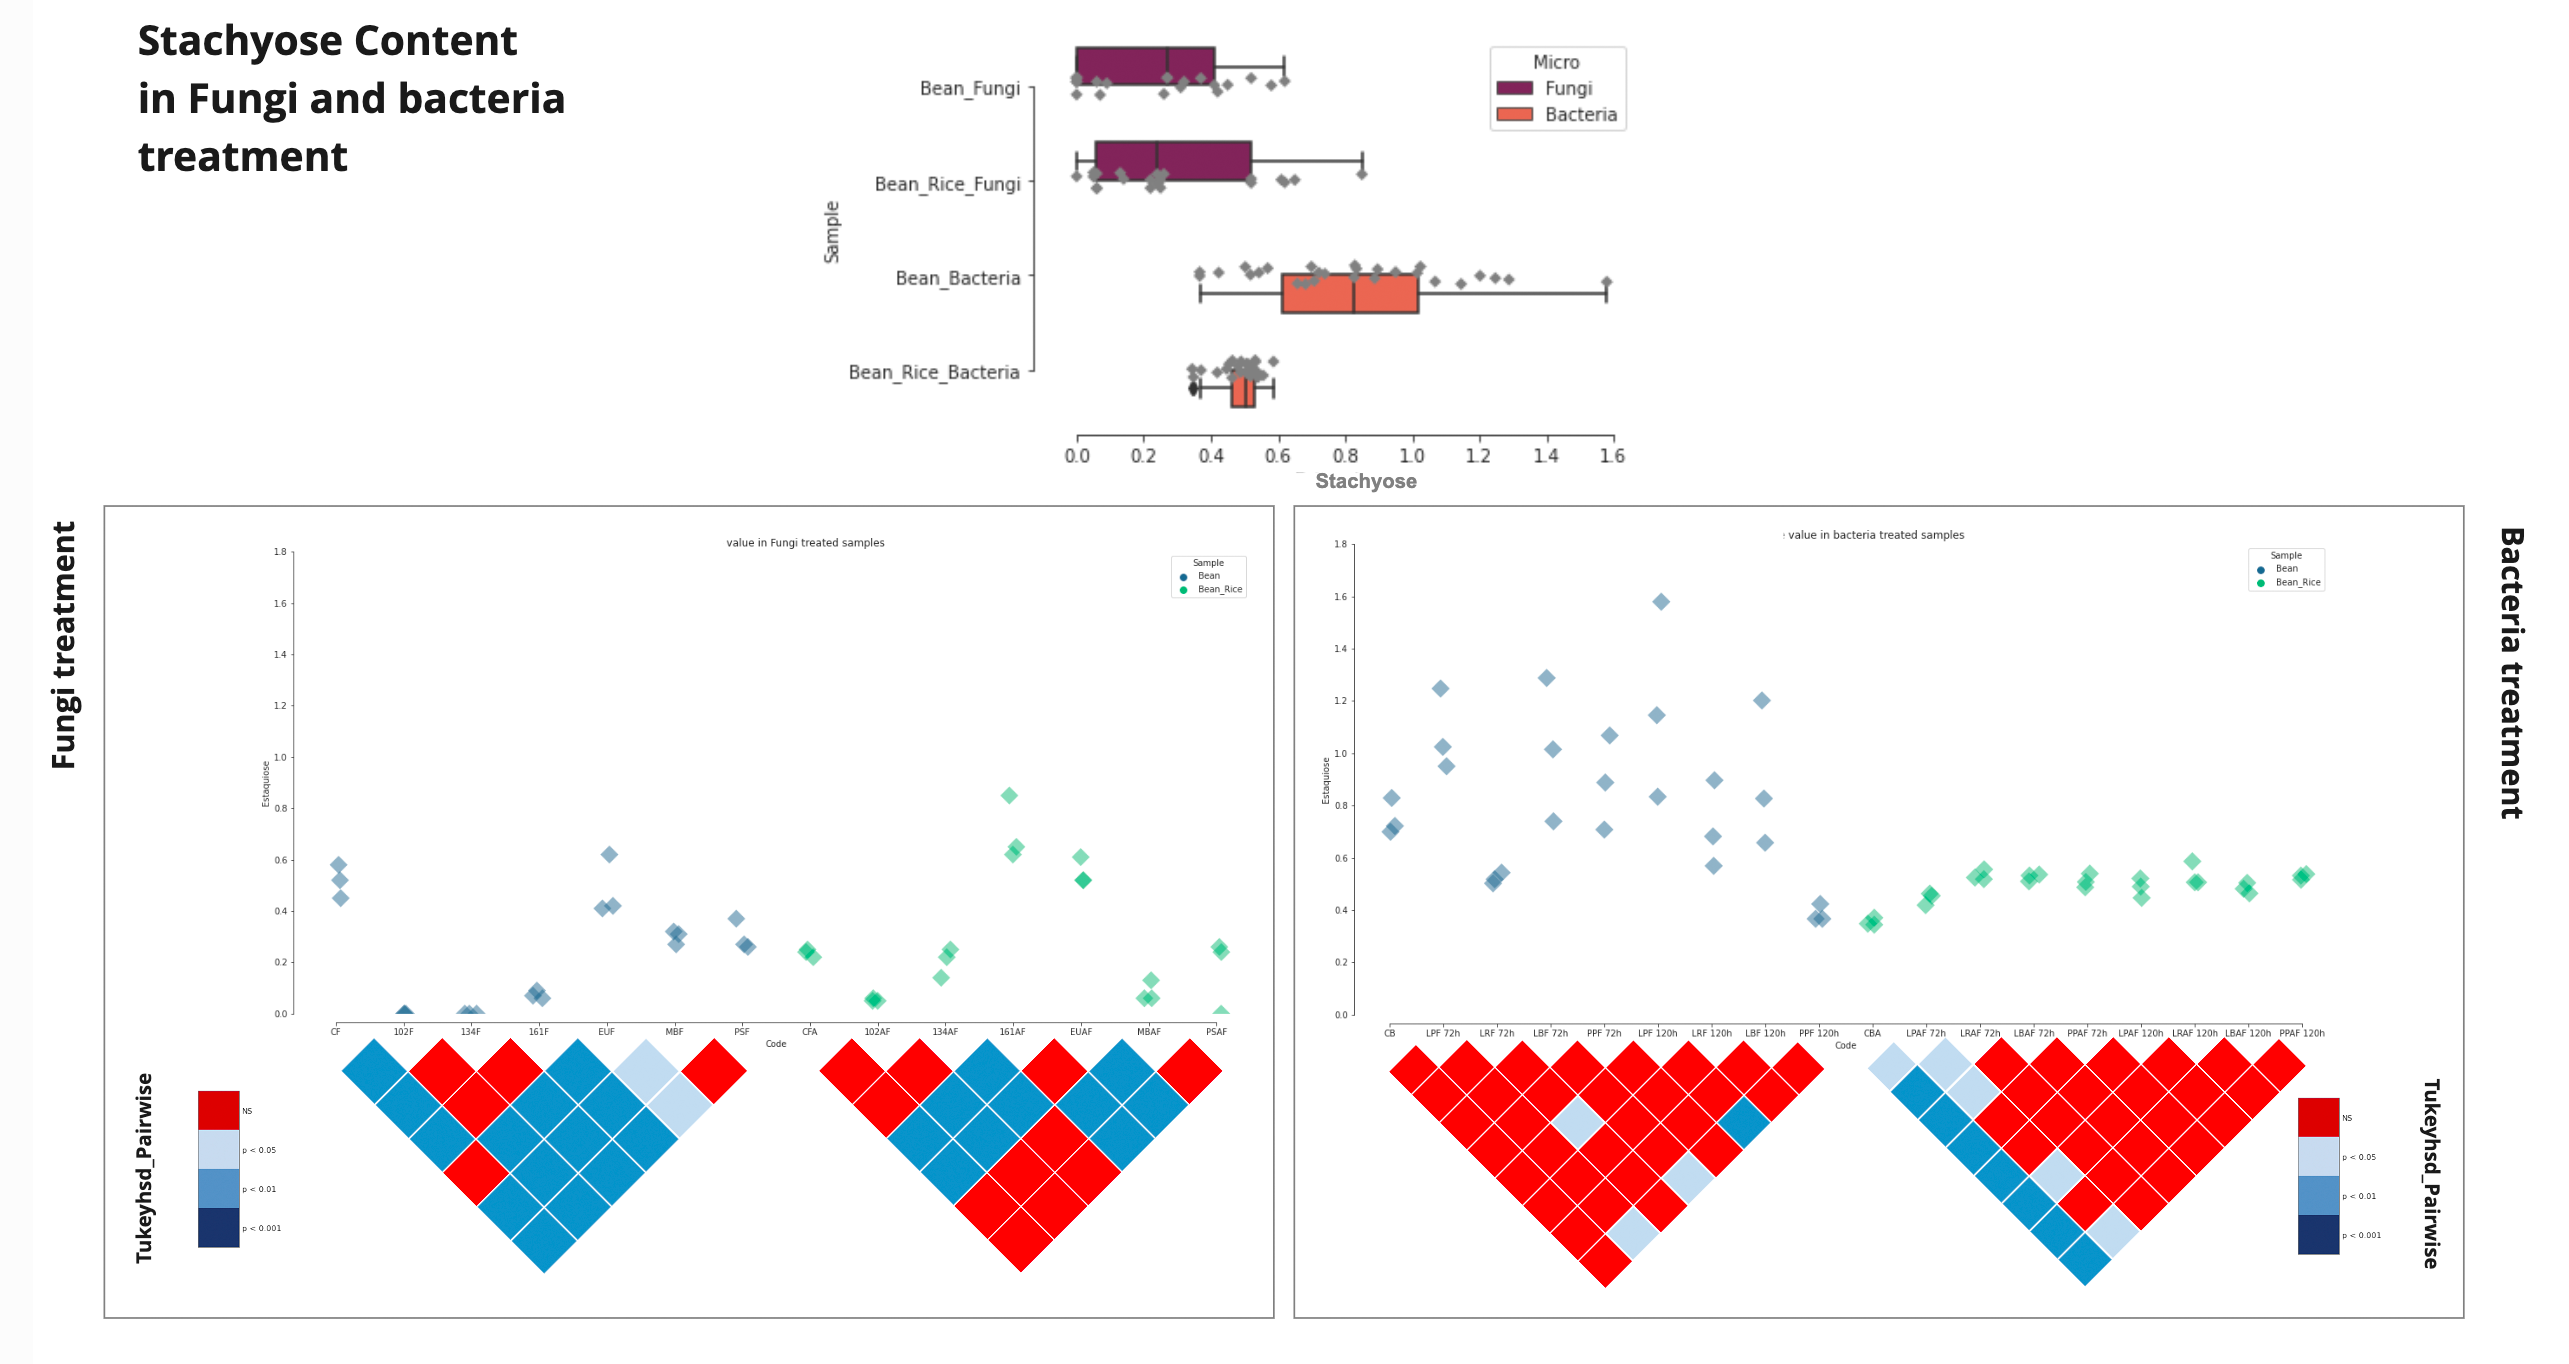 Stachyose Content
in Fungi and bacteria
treatment
Micro
Fungi
Bacteria
Bean_Fungi
Bean_Rice_Fungi
Bean_Bacteria
Bean_Rice_Bacteria
Sample
0.0 0.2 0.4 0.6 0.8 1.0 1.2 1.4 1.6
Stachyose
Fungi treatment
value in Fungi treated samples
Sample
Bean
Bean_Rice
1.8
1.6
1.4
1.2
1.0
0.8
0.6
0.4
0.2
0.0
Estaquiose
CF 102F 134F 161F EUF MBF PSF CFA 102AF 134AF 161AF EUAF MBAF PSAF
Code
Tukeyhsd_Pairwise
NS
p < 0.05
p < 0.01
p < 0.001
Bacteria treatment
value in bacteria treated samples
Sample
Bean
Bean_Rice
1.8
1.6
1.4
1.2
1.0
0.8
0.6
0.4
0.2
0.0
Estaquiose
CB LPF 72h LRF 72h LBF 72h PPF 72h LPF 120h LRF 120h LBF 120h PPF 120h CBA LPAF 72h LRAF 72h LBAF 72h PPAF 72h LPAF 120h LRAF 120h LBAF 120h PPAF 120h
Code
NS
p < 0.05
p < 0.01
p < 0.001
Tukeyhsd_Pairwise